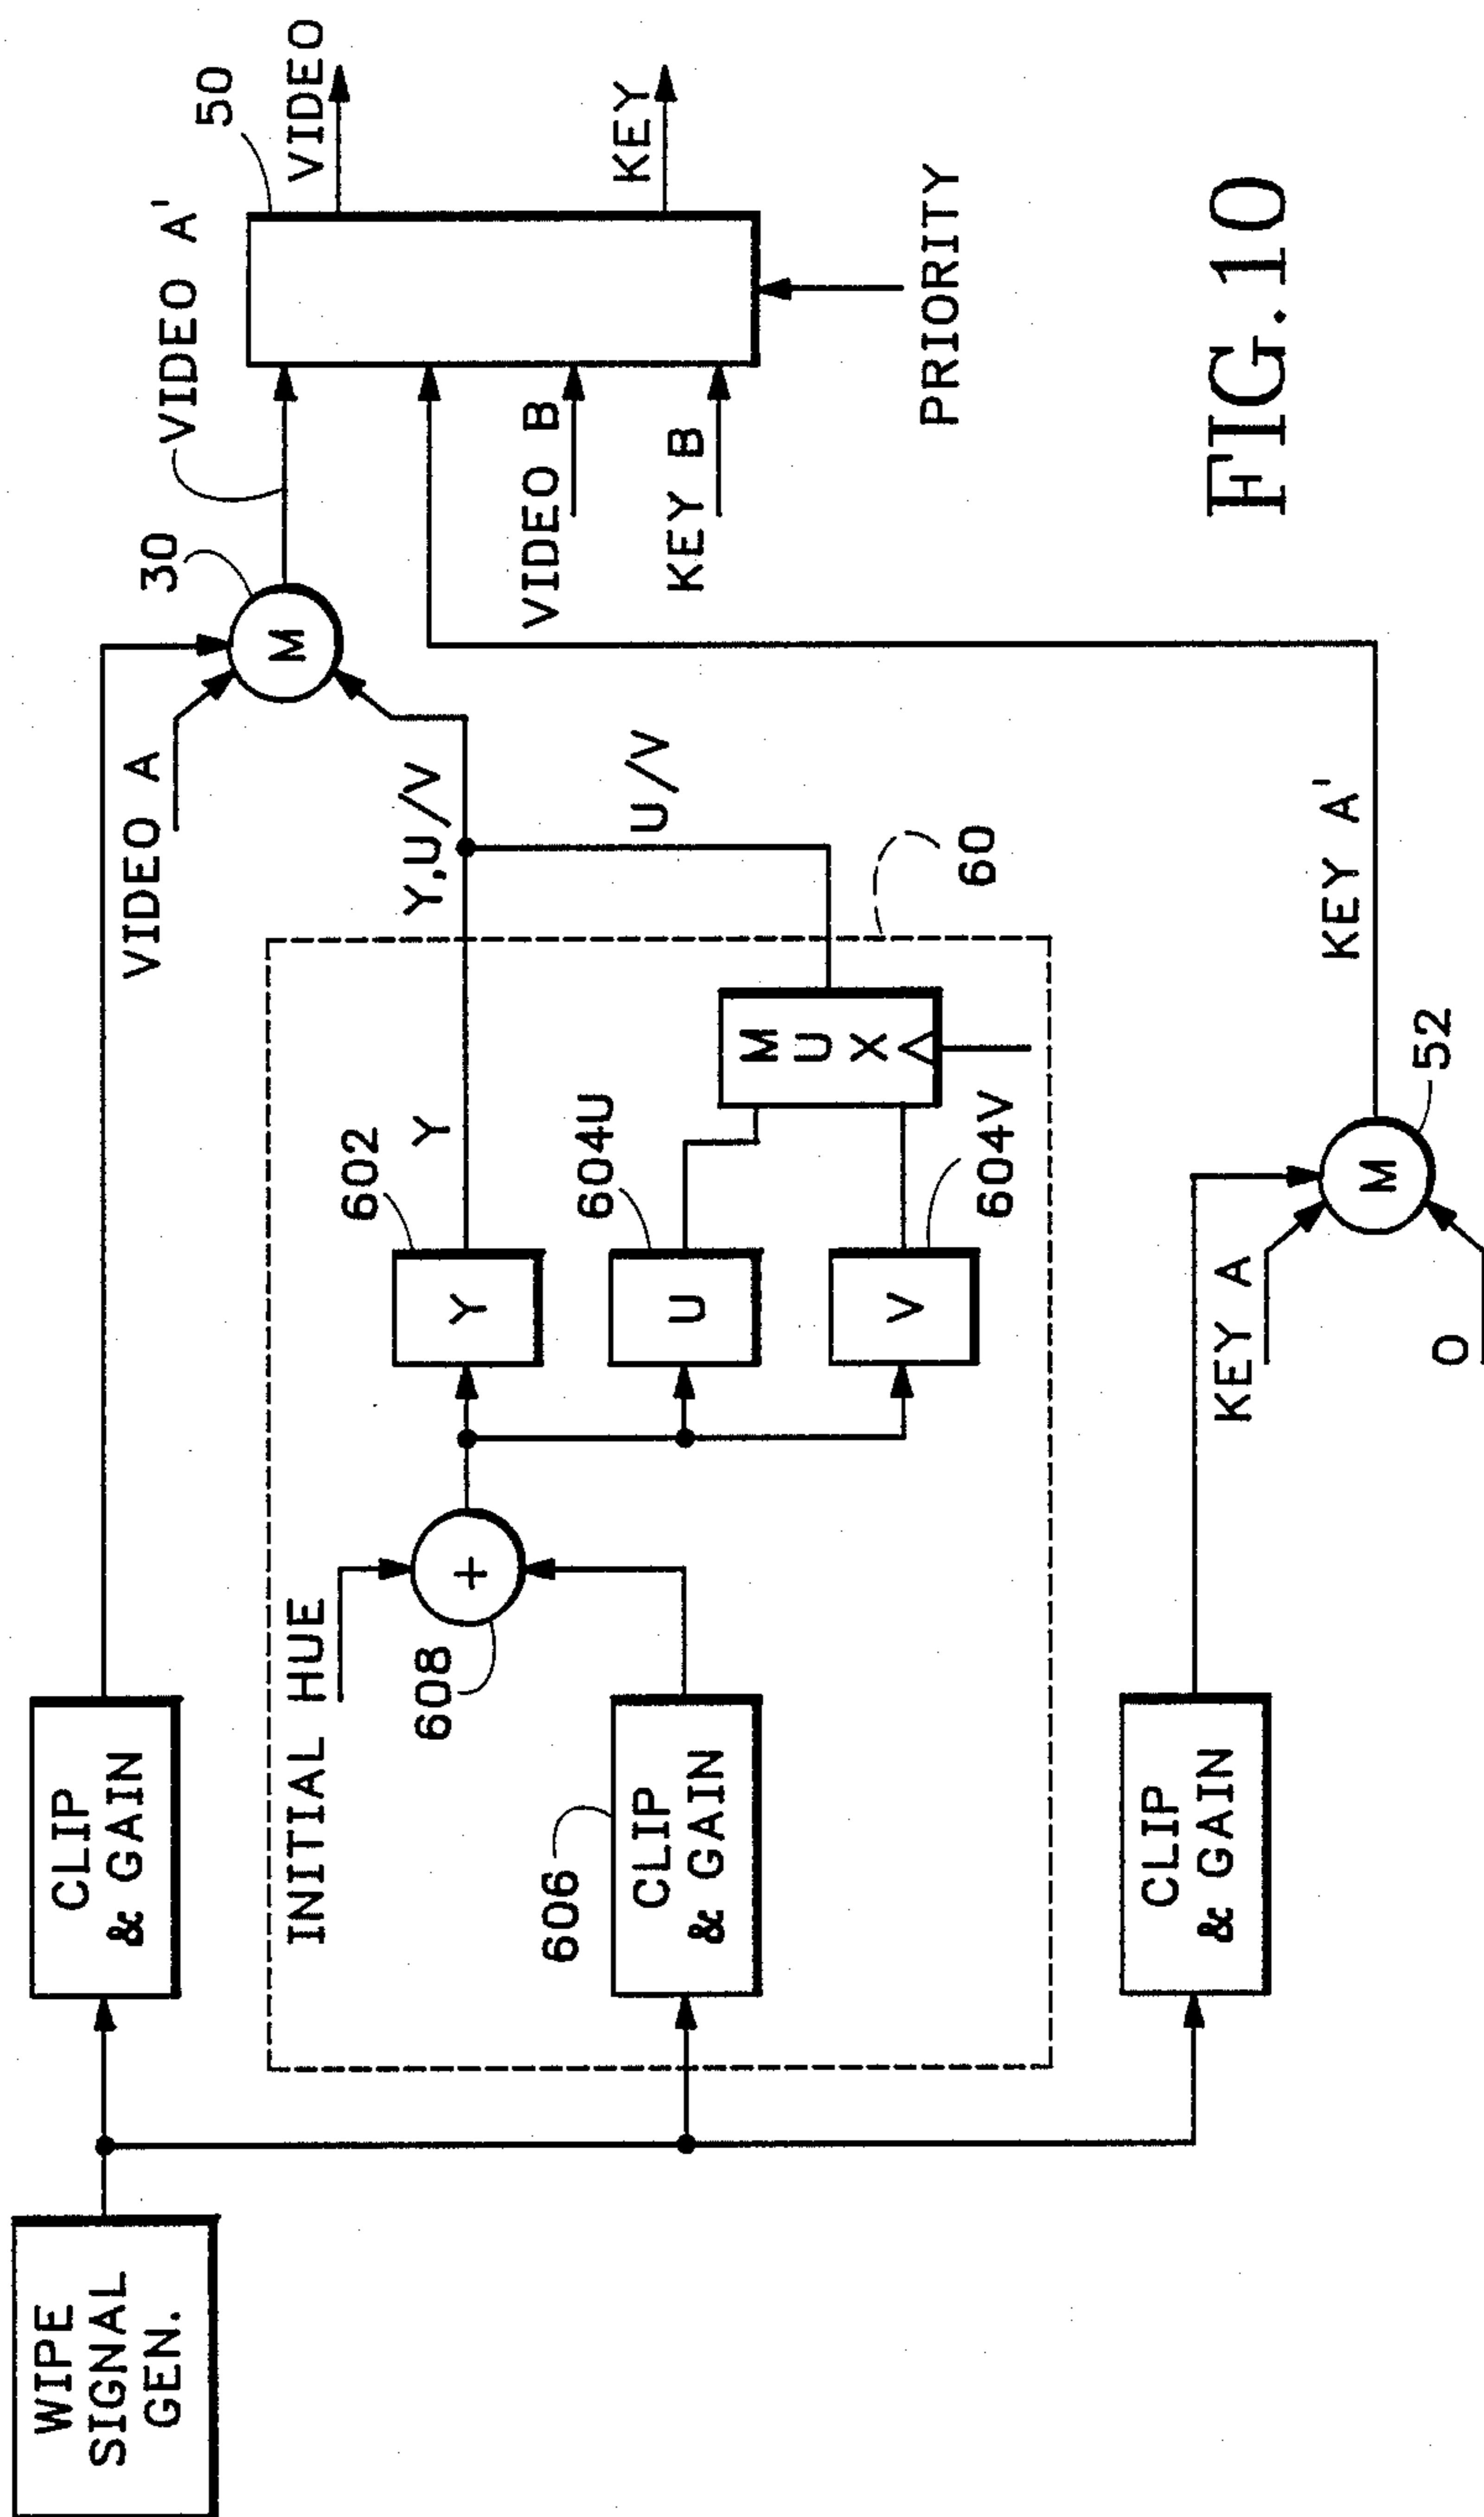 WIPE
SIGNAL
GEN.
CLIP
& GAIN
VIDEO A
30
VIDEO A'
50
VIDEO
KEY
VIDEO B
KEY B
PRIORITY
INITIAL HUE
608
+
606
CLIP
& GAIN
602
Y
Y
604U
U
604V
V
MUX
Y,U/V
U/V
60
M
CLIP
& GAIN
KEY A
0
M
52
KEY A'
FIG.10